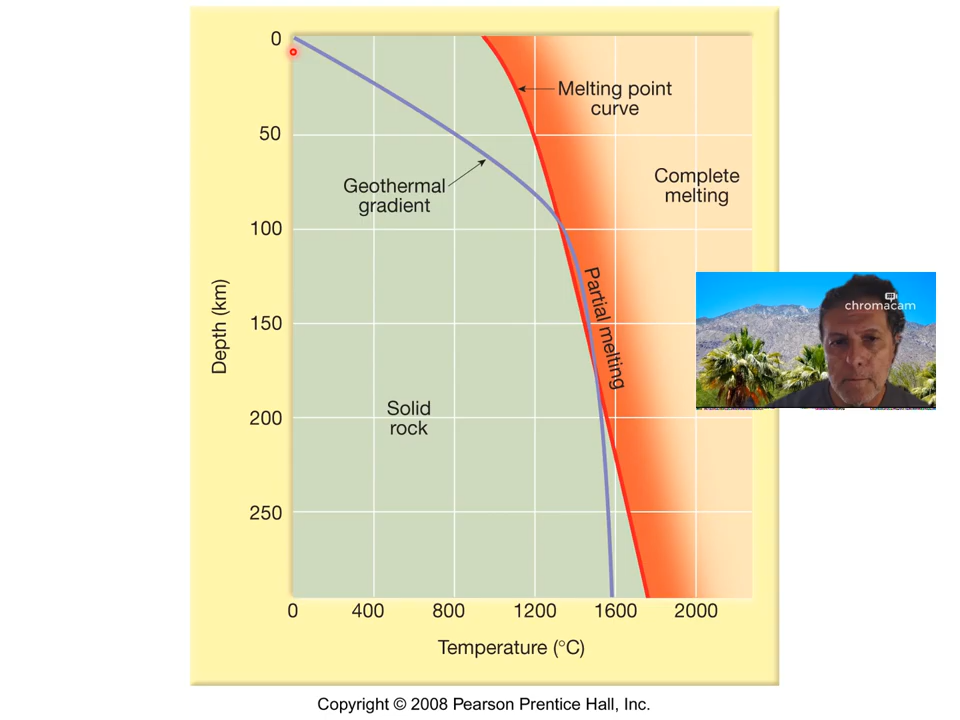 0
50
100
150
200
250
Depth (km)
Melting point
curve
Geothermal
gradient
Complete
melting
Partial melting
Solid
rock
chromacam
0
400
800
1200
1600
2000
Temperature (°C)
Copyright © 2008 Pearson Prentice Hall, Inc.